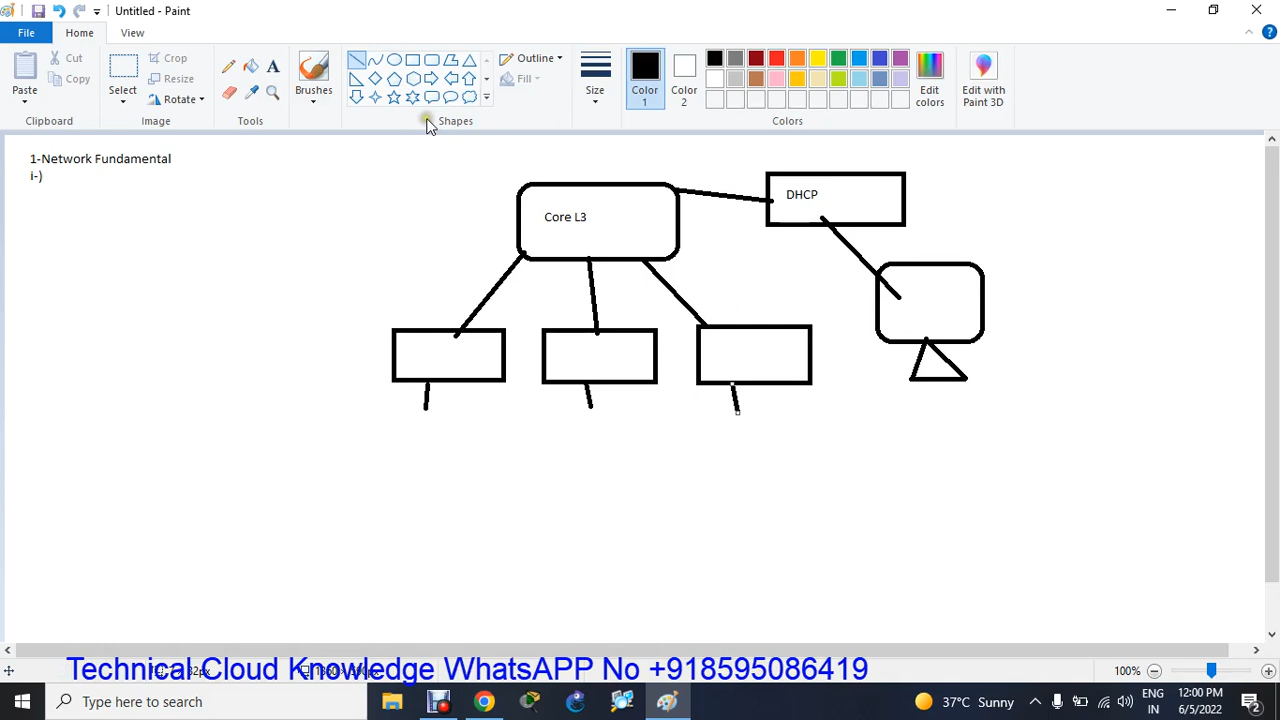 Untitled - Paint
File
Home
View
Paste
Cut
Copy
Clipboard
Select
Crop
Resize
Rotate
Image
A
Tools
Brushes
Outline
Fill
Shapes
Size
Color 1
Color 2
Edit colors
Colors
Edit with Paint 3D
1-Network Fundamental
i-)
Core L3
DHCP
Technical Cloud Knowledge WhatsAPP No +918595086419
100%
Type here to search
37°C Sunny
ENG
IN
12:00 PM
6/5/2022
2